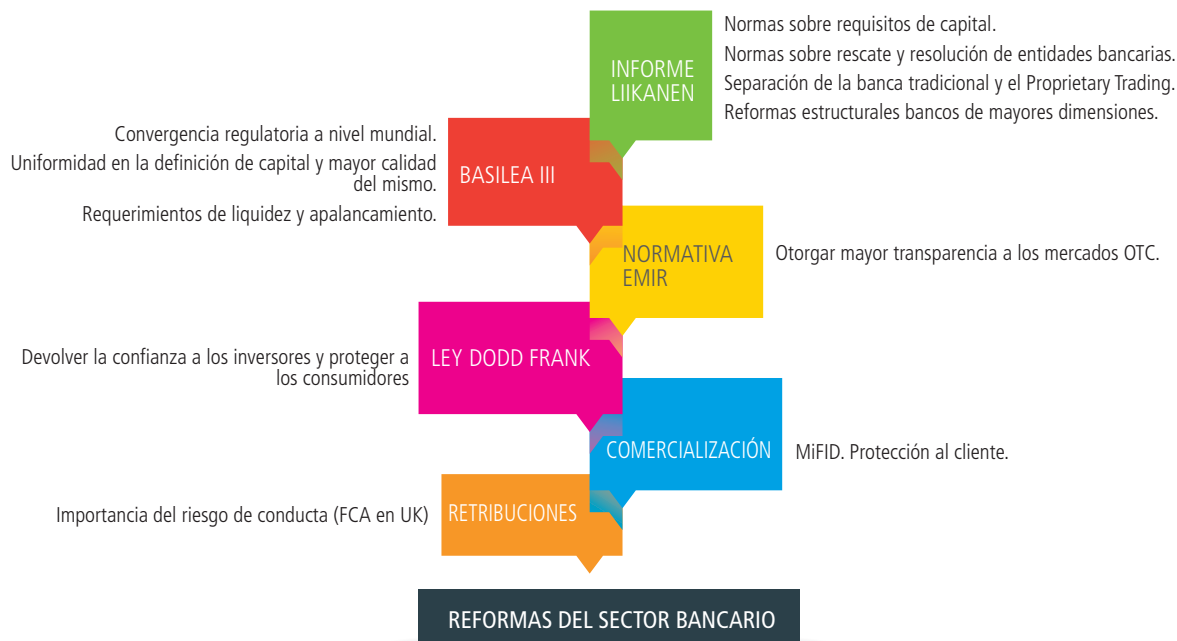 INFORME
LIIKANEN
Normas sobre requisitos de capital.
Normas sobre rescate y resolución de entidades bancarias.
Separación de la banca tradicional y el Proprietary Trading.
Reformas estructurales bancos de mayores dimensiones.
Convergencia regulatoria a nivel mundial.
Uniformidad en la definición de capital y mayor calidad
del mismo.
Requerimientos de liquidez y apalancamiento.
BASILEA III
NORMATIVA
EMIR
Otorgar mayor transparencia a los mercados OTC.
Devolver la confianza a los inversores y proteger a
los consumidores
LEY DODD FRANK
COMERCIALIZACIÓN
MiFID. Protección al cliente.
Importancia del riesgo de conducta (FCA en UK)
RETRIBUCIONES
REFORMAS DEL SECTOR BANCARIO